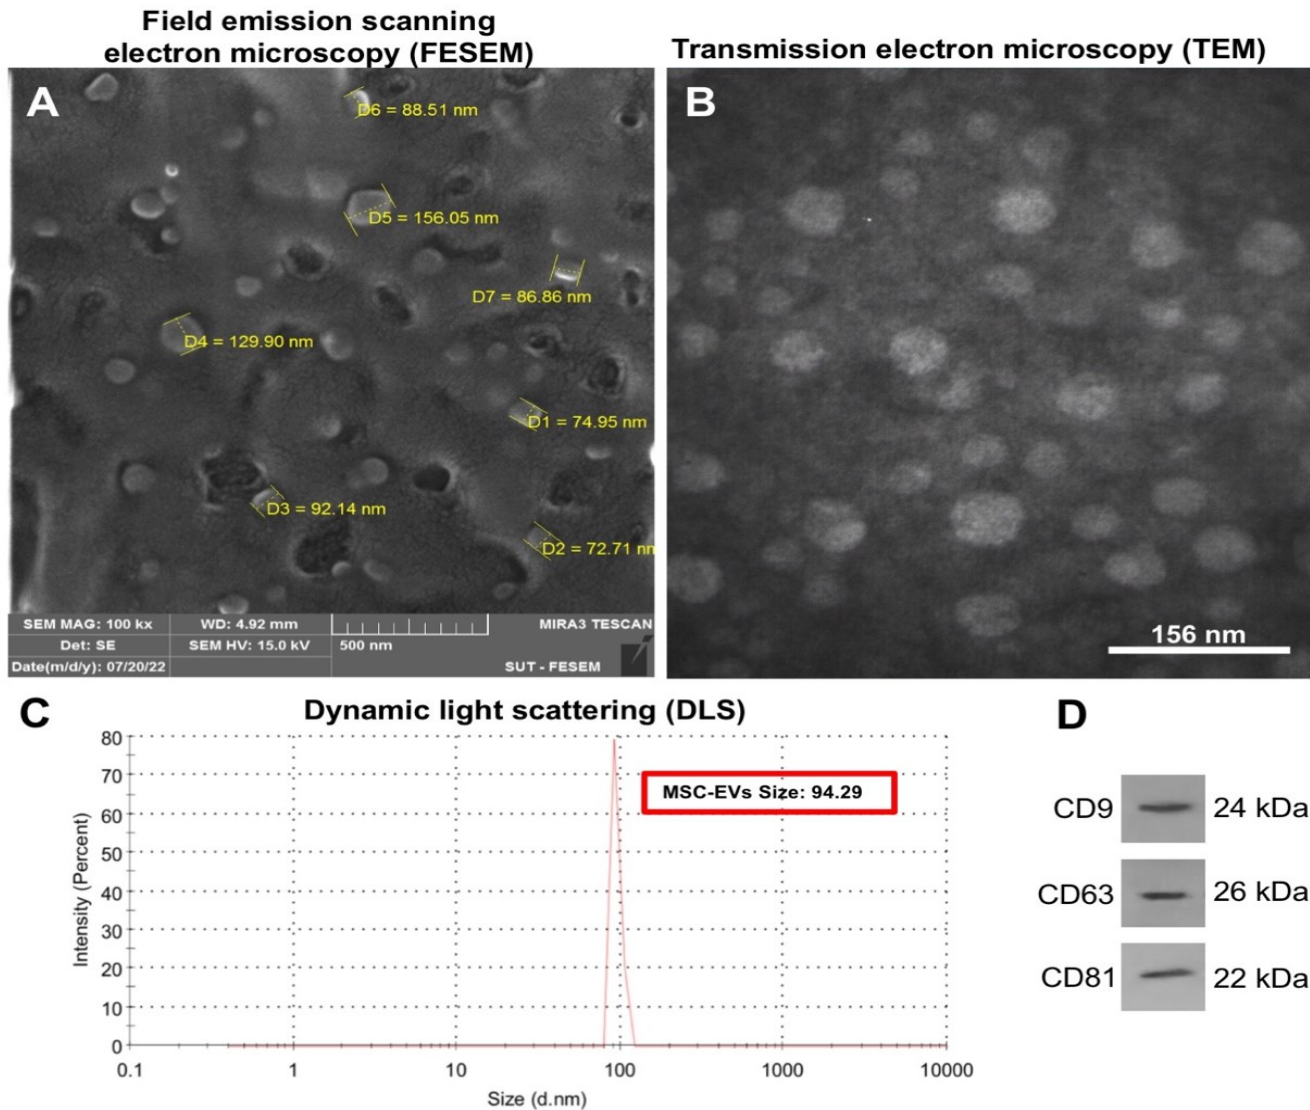 Field emission scanning
electron microscopy (FESEM)
Transmission electron microscopy (TEM)
A
D6 = 88.51 nm
D5 = 156.05 nm
D7 = 86.86 nm
D4 = 129.90 nm
D1 = 74.95 nm
D3 = 92.14 nm
D2 = 72.71 nm
SEM MAG: 100 kx
WD: 4.92 mm
MIRA3 TESCAN
Det: SE
SEM HV: 15.0 kV
500 nm
Date(m/d/y): 07/20/22
SUT - FESEM
B
156 nm
C
Dynamic light scattering (DLS)
MSC-EVs Size: 94.29
Intensity (Percent)
80
70
60
50
40
30
20
10
0
0.1
1
10
100
1000
10000
Size (d.nm)
D
CD9
24 kDa
CD63
26 kDa
CD81
22 kDa